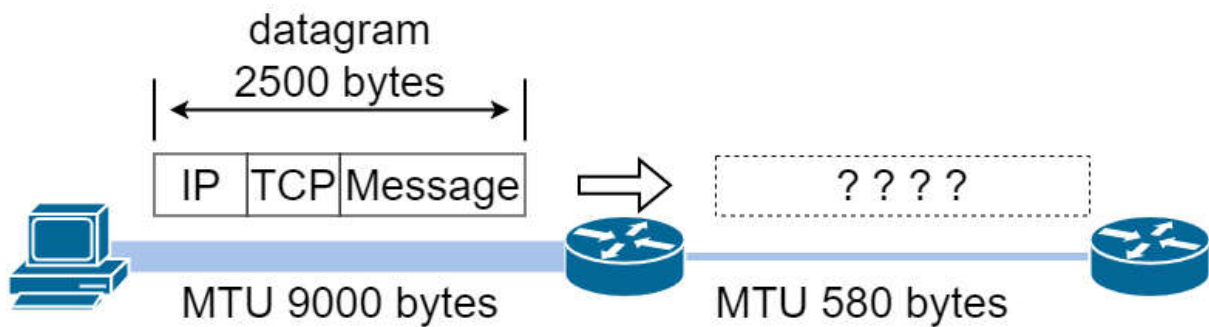 datagram
2500 bytes
IP TCP Message
? ? ? ?
MTU 9000 bytes
MTU 580 bytes